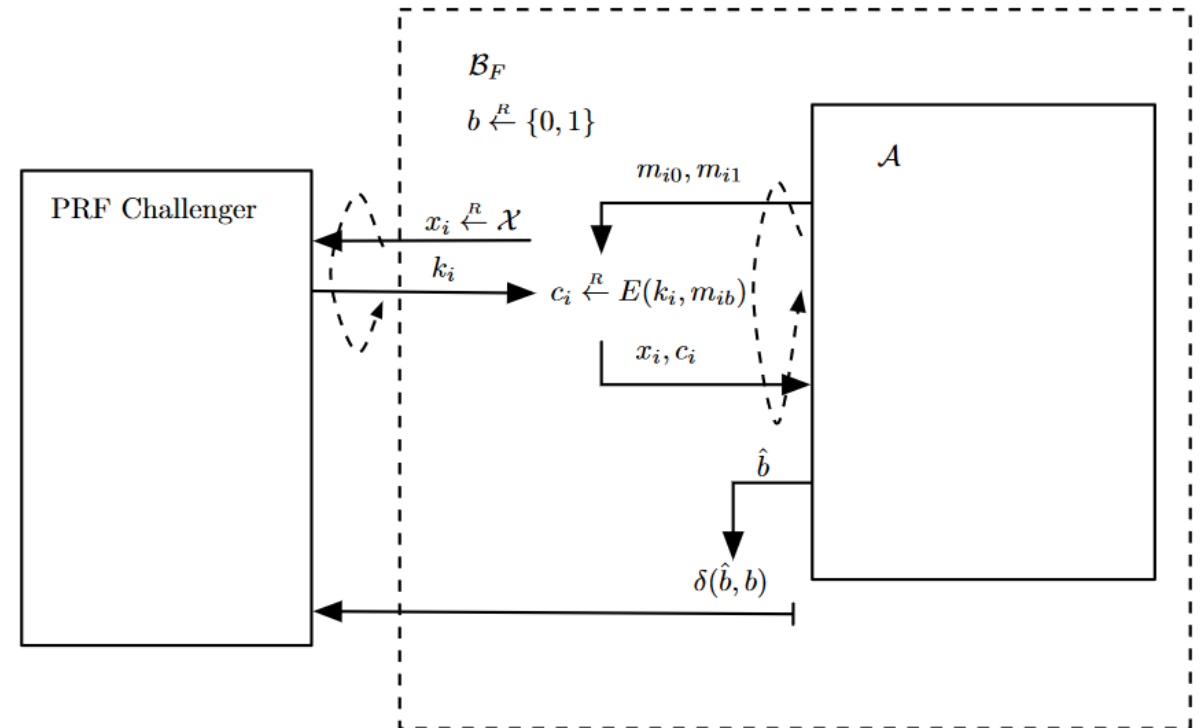 ℬ_F
b ←ᴿ {0, 1}
𝒜
m_{i0}, m_{i1}
PRF Challenger
x_i ←ᴿ 𝒳
k_i
c_i ←ᴿ E(k_i, m_{ib})
x_i, c_i
b̂
δ(b̂, b)